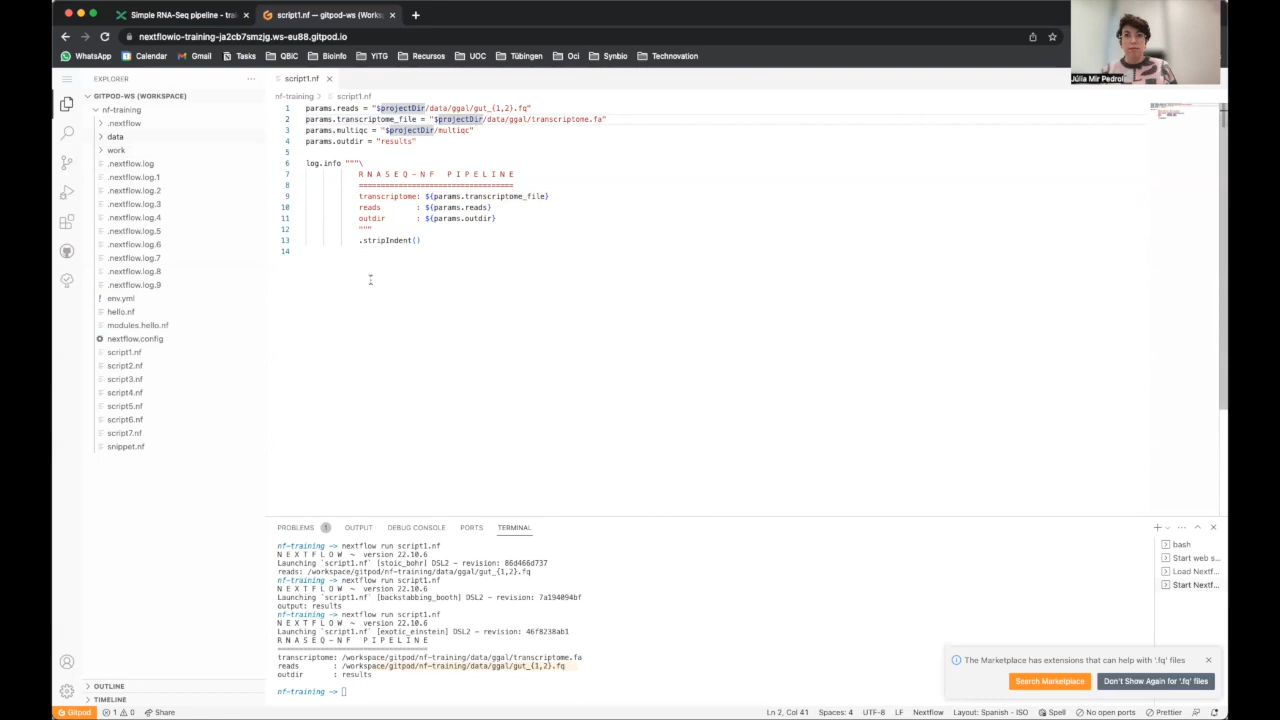 Simple RNA-Seq pipeline - trai
script1.nf — gitpod-ws (Works
nextflowio-training-ja2cb7smzjg.ws-eu88.gitpod.io
WhatsApp
Calendar
Gmail
Tasks
QBIC
Bioinfo
YITG
Recursos
UOC
Tübingen
Oci
Synbio
Technovation
Júlia Mir Pedrol
EXPLORER
GITPOD-WS (WORKSPACE)
nf-training
.nextflow
data
work
.nextflow.log
.nextflow.log.1
.nextflow.log.2
.nextflow.log.3
.nextflow.log.4
.nextflow.log.5
.nextflow.log.6
.nextflow.log.7
.nextflow.log.8
.nextflow.log.9
! env.yml
hello.nf
modules.hello.nf
nextflow.config
script1.nf
script2.nf
script3.nf
script4.nf
script5.nf
script6.nf
script7.nf
snippet.nf
OUTLINE
TIMELINE
script1.nf
nf-training > script1.nf
1 params.reads = "$projectDir/data/ggal/gut_{1,2}.fq"
2 params.transcriptome_file = "$projectDir/data/ggal/transcriptome.fa"
3 params.multiqc = "$projectDir/multiqc"
4 params.outdir = "results"
5
6 log.info """\
7 R N A S E Q - N F   P I P E L I N E
8 ===================================
9 transcriptome: ${params.transcriptome_file}
10 reads        : ${params.reads}
11 outdir       : ${params.outdir}
12 """
13 .stripIndent()
14
PROBLEMS 1 OUTPUT DEBUG CONSOLE PORTS TERMINAL
nf-training -> nextflow run script1.nf
N E X T F L O W  ~  version 22.10.6
Launching `script1.nf` [stoic_bohr] DSL2 - revision: 86d466d737
reads: /workspace/gitpod/nf-training/data/ggal/gut_{1,2}.fq
nf-training -> nextflow run script1.nf
N E X T F L O W  ~  version 22.10.6
Launching `script1.nf` [backstabbing_booth] DSL2 - revision: 7a194094bf
output: results
nf-training -> nextflow run script1.nf
N E X T F L O W  ~  version 22.10.6
Launching `script1.nf` [exotic_einstein] DSL2 - revision: 46f8238ab1
R N A S E Q - N F   P I P E L I N E
===================================
transcriptome: /workspace/gitpod/nf-training/data/ggal/transcriptome.fa
reads        : /workspace/gitpod/nf-training/data/ggal/gut_{1,2}.fq
outdir       : results
nf-training ->
bash
Start web s...
Load Nextf...
Start Nextf...
The Marketplace has extensions that can help with '.fq' files
Search Marketplace
Don't Show Again for '.fq' files
Gitpod 1 0 Share
Ln 2, Col 41 Spaces: 4 UTF-8 LF Nextflow Layout: Spanish - ISO Spell No open ports Prettier